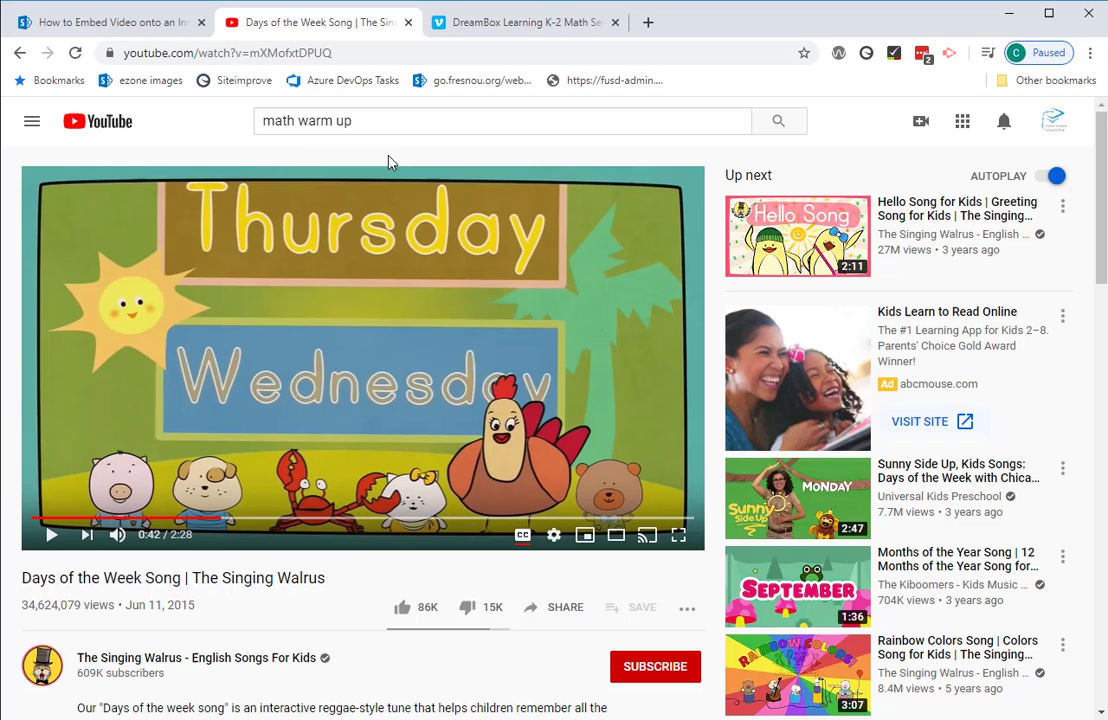 How to Embed Video onto an In
Days of the Week Song | The Sin
DreamBox Learning K-2 Math Se
youtube.com/watch?v=mXMofxtDPUQ
2
C Paused
Bookmarks
ezone images
Siteimprove
Azure DevOps Tasks
go.fresnou.org/web...
https://fusd-admin....
Other bookmarks
YouTube
math warm up
Thursday
Wednesday
0:42 / 2:28
CC
Days of the Week Song | The Singing Walrus
34,624,079 views • Jun 11, 2015
86K
15K
SHARE
SAVE
The Singing Walrus - English Songs For Kids
609K subscribers
SUBSCRIBE
Our "Days of the week song" is an interactive reggae-style tune that helps children remember all the
Up next
AUTOPLAY
Hello Song
2:11
Hello Song for Kids | Greeting
Song for Kids | The Singing...
The Singing Walrus - English ...
27M views • 3 years ago
Kids Learn to Read Online
The #1 Learning App for Kids 2–8.
Parents' Choice Gold Award
Winner!
Ad abcmouse.com
VISIT SITE
MONDAY
Sunny
Side Up
2:47
Sunny Side Up, Kids Songs:
Days of the Week with Chica...
Universal Kids Preschool
7.7M views • 3 years ago
SEPTEMBER
1:36
Months of the Year Song | 12
Months of the Year Song for...
The Kiboomers - Kids Music ...
704K views • 3 years ago
RAINBOW COLORS!
3:07
Rainbow Colors Song | Colors
Song for Kids | The Singing...
The Singing Walrus - English ...
8.4M views • 5 years ago